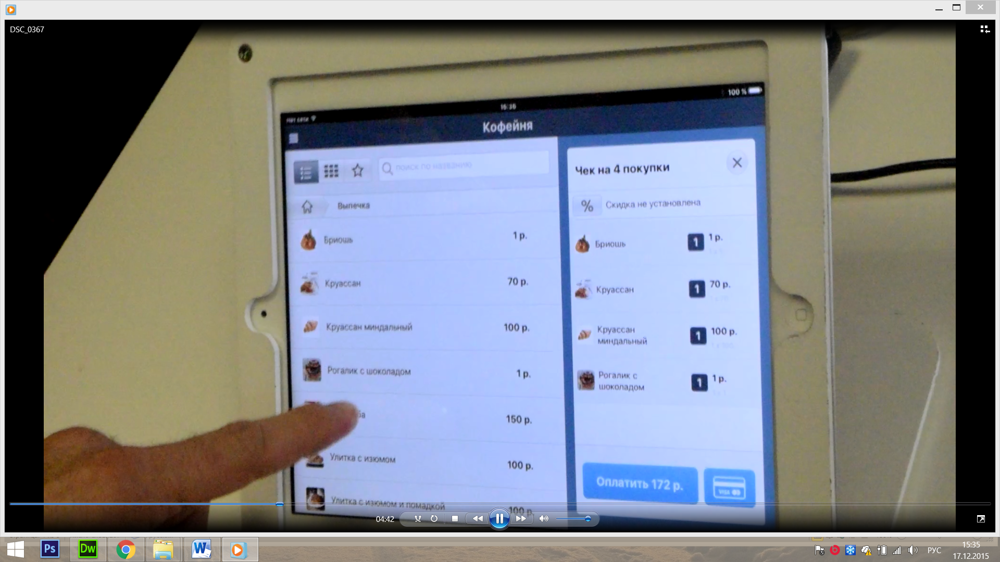 DSC_0367
100 %
16:36
Кофейня
поиск по названию
Чек на 4 покупки
Выпечка
%
Скидка не установлена
Бриошь
1 р.
Бриошь
1
1 р.
Круассан
70 р.
Круассан
1
70 р.
Круассан миндальный
100 р.
Круассан
миндальный
1
100 р.
Рогалик с шоколадом
1 р.
Рогалик с
шоколадом
1
1 р.
150 р.
Улитка с изюмом
100 р.
Оплатить 172 р.
VISA
Улитка с изюмом и помадкой
100 р.
04:42
Ps
Dw
W
РУС
15:35
17.12.2015